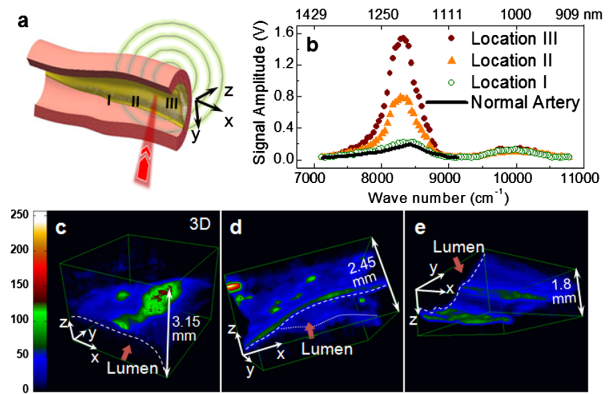 a
I II III
z
x
y
b
1429 1250 1111 1000 909 nm
Signal Amplitude (V)
1.6
1.2
0.8
0.4
0.0
Location III
Location II
Location I
Normal Artery
7000 8000 9000 10000 11000
Wave number (cm⁻¹)
250
200
150
100
50
0
c 3D
3.15
mm
z
y
x
Lumen
d
2.45
mm
z
x
y
Lumen
e
Lumen
y
x
z
1.8
mm